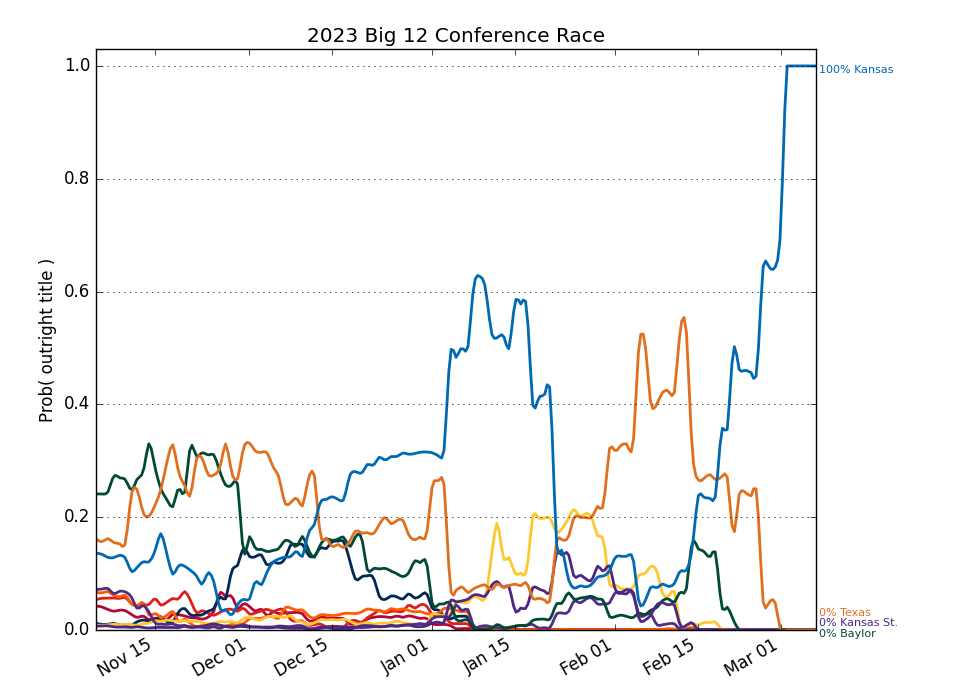 2023 Big 12 Conference Race
Prob( outright title )
1.0
0.8
0.6
0.4
0.2
0.0
Nov 15
Dec 01
Dec 15
Jan 01
Jan 15
Feb 01
Feb 15
Mar 01
100% Kansas
0% Texas
0% Kansas St.
0% Baylor